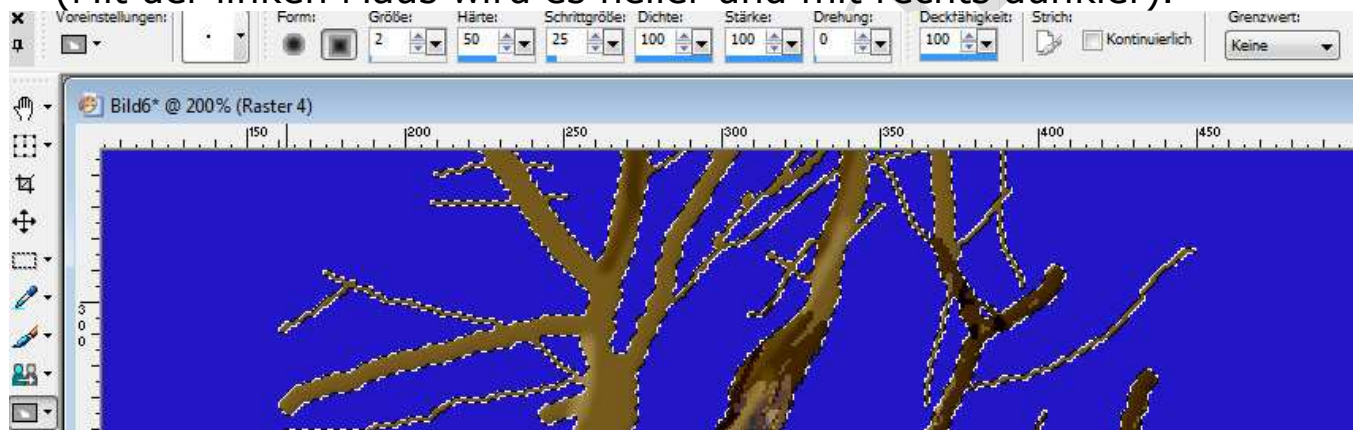 (Mit der linken Maus wird es heller und mit rechts dunkler).
Voreinstellungen: Form: Größe: Härte: Schrittgröße: Dichte: Stärke: Drehung: Deckfähigkeit: Strich: Grenzwert:
2 50 25 100 100 0 100 Kontinuierlich Keine
Bild6* @ 200% (Raster 4)
150 200 250 300 350 400 450
300